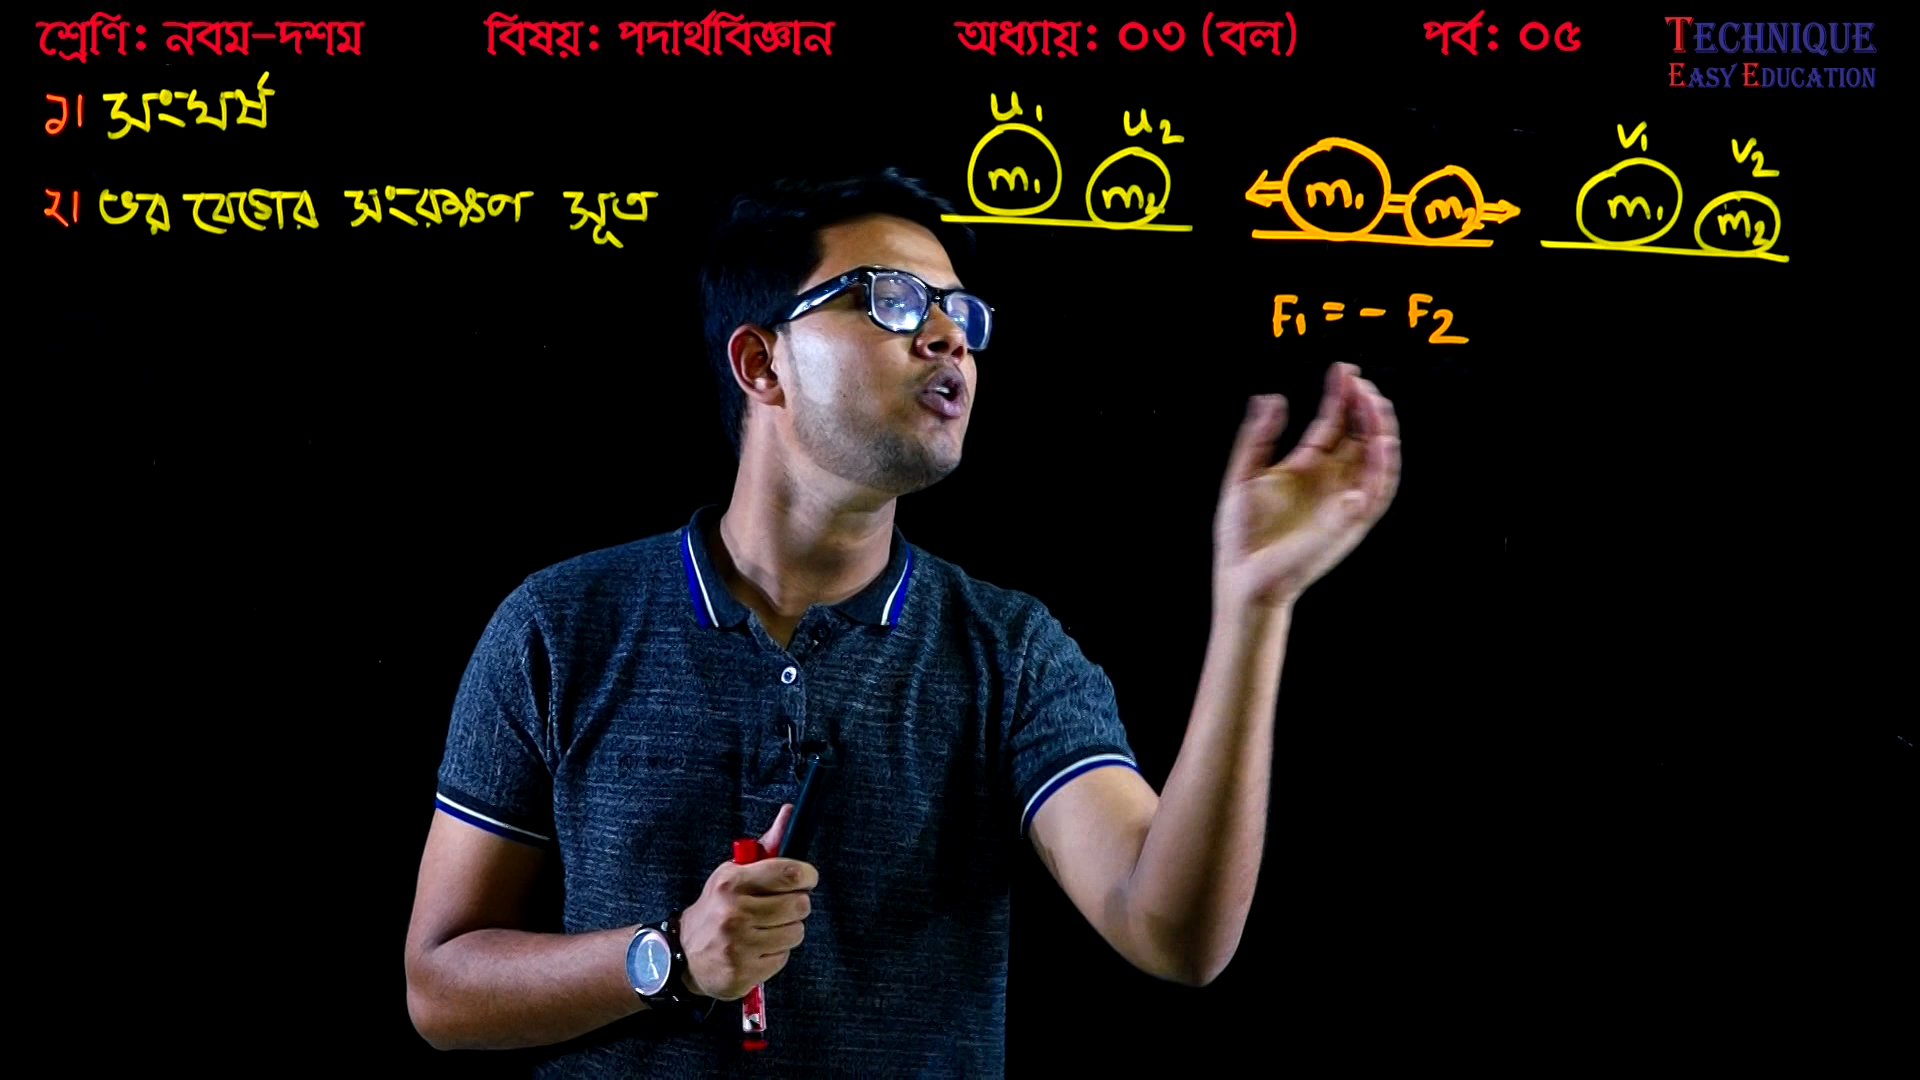 শ্রেণি: নবম-দশম বিষয়: পদার্থবিজ্ঞান অধ্যায়: ০৩ (বল) পর্ব: ০৫
TECHNIQUE
EASY EDUCATION
১। সংঘর্ষ
২। ভর বেগের সংরক্ষণ সূত্র
u₁ u₂
m₁ m₂
m₁ m₂
v₁ v₂
m₁ m₂
F₁ = - F₂